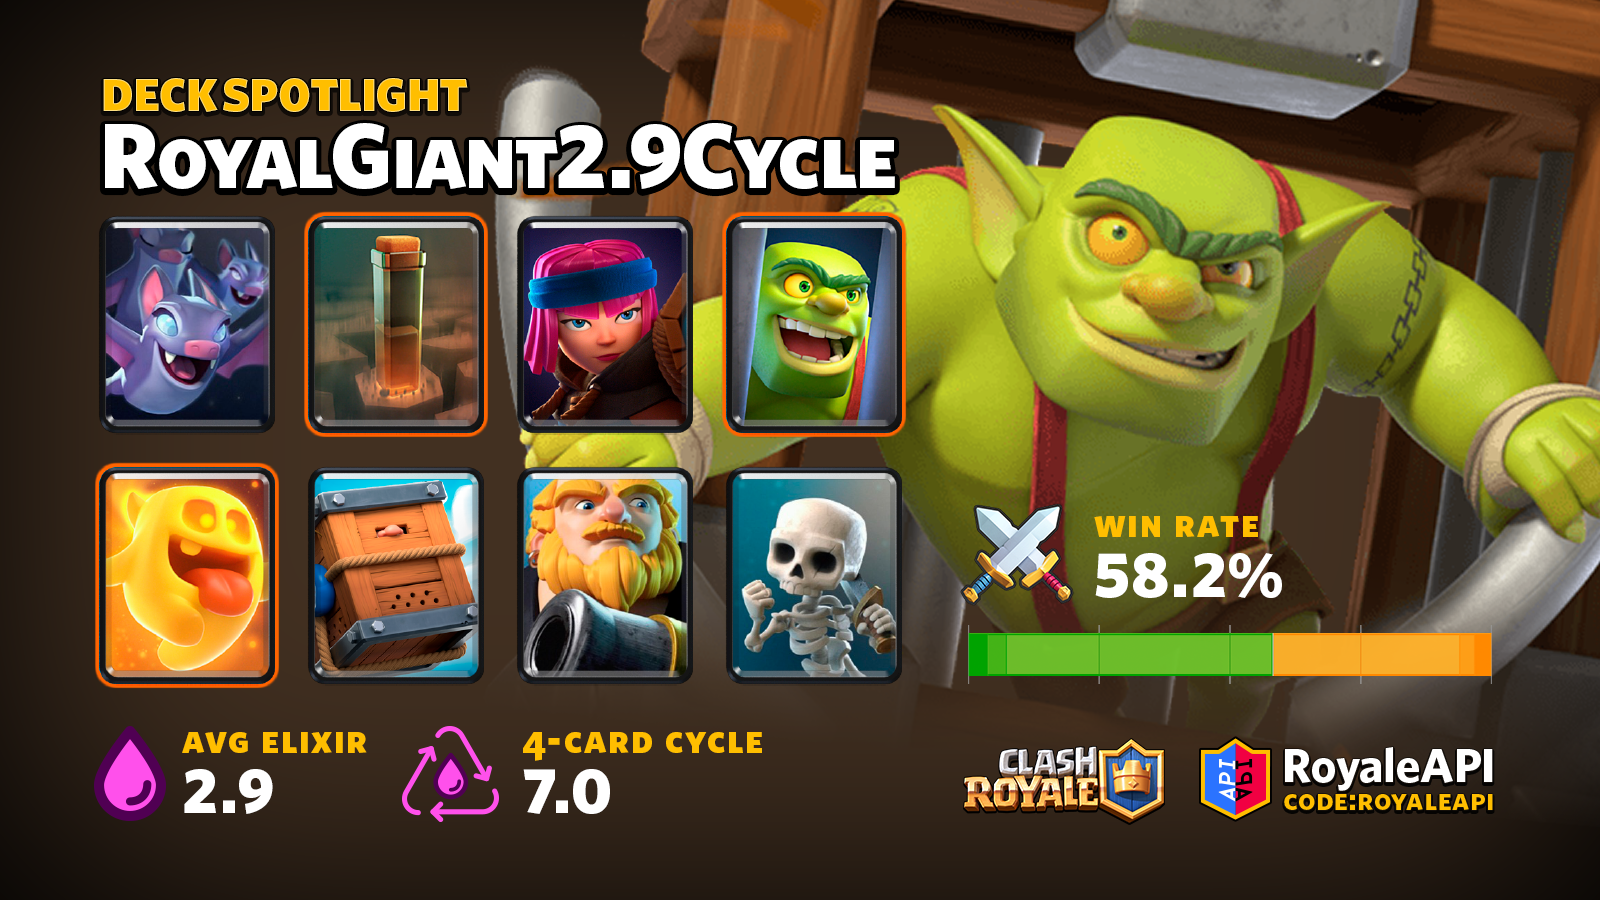 DECK SPOTLIGHT
ROYALGIANT2.9CYCLE
WIN RATE
58.2%
AVG ELIXIR
2.9
4-CARD CYCLE
7.0
CLASH
ROYALE
API
API
RoyaleAPI
CODE:ROYALEAPI